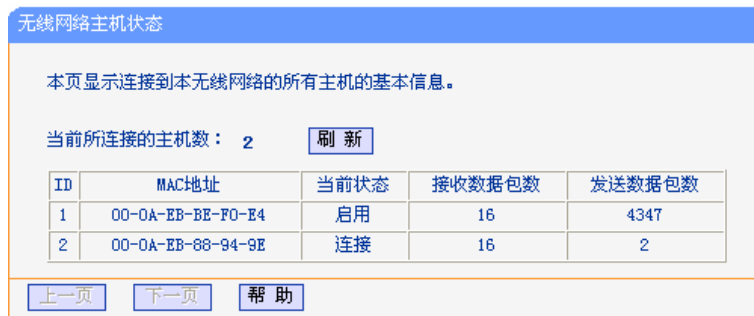 无线网络主机状态
本页显示连接到本无线网络的所有主机的基本信息。
当前所连接的主机数： 2 刷 新
ID MAC地址 当前状态 接收数据包数 发送数据包数
1 00-0A-EB-BE-F0-E4 启用 16 4347
2 00-0A-EB-88-94-9E 连接 16 2
上一页 下一页 帮 助